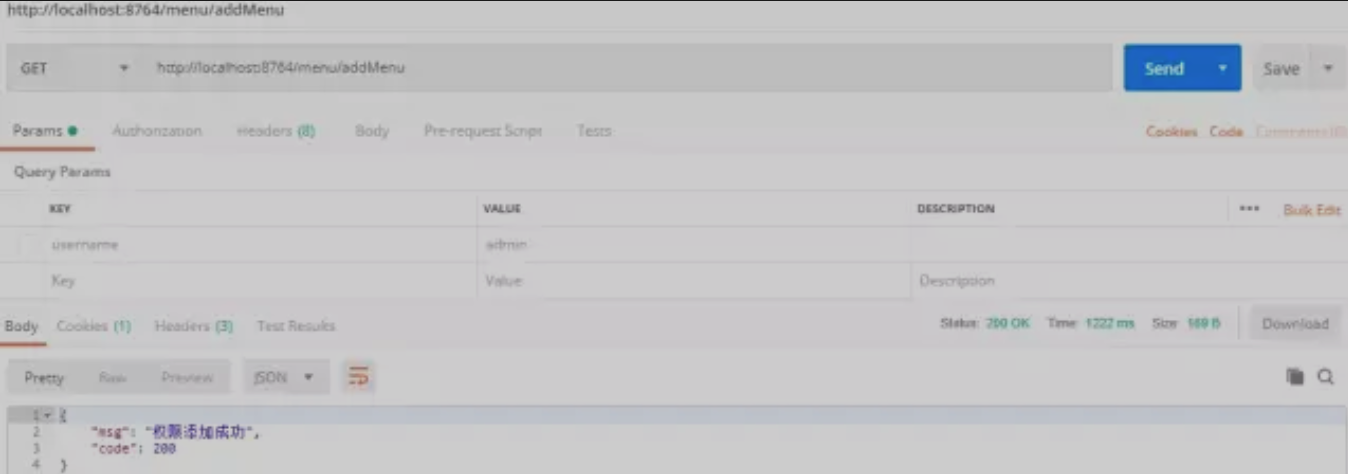 http://localhost:8764/menu/addMenu
GET http://localhost:8764/menu/addMenu Send Save
Params Authorization Headers (8) Body Pre-request Script Tests Cookies Code
Query Params
KEY VALUE DESCRIPTION ••• Bulk Edit
username admin
Key Value Description
Body Cookies (1) Headers (3) Test Results Status: 200 OK Time: 1222 ms Size: Download
Pretty Raw Preview JSON
1 {
2 "msg": "权限添加成功",
3 "code": 200
4 }